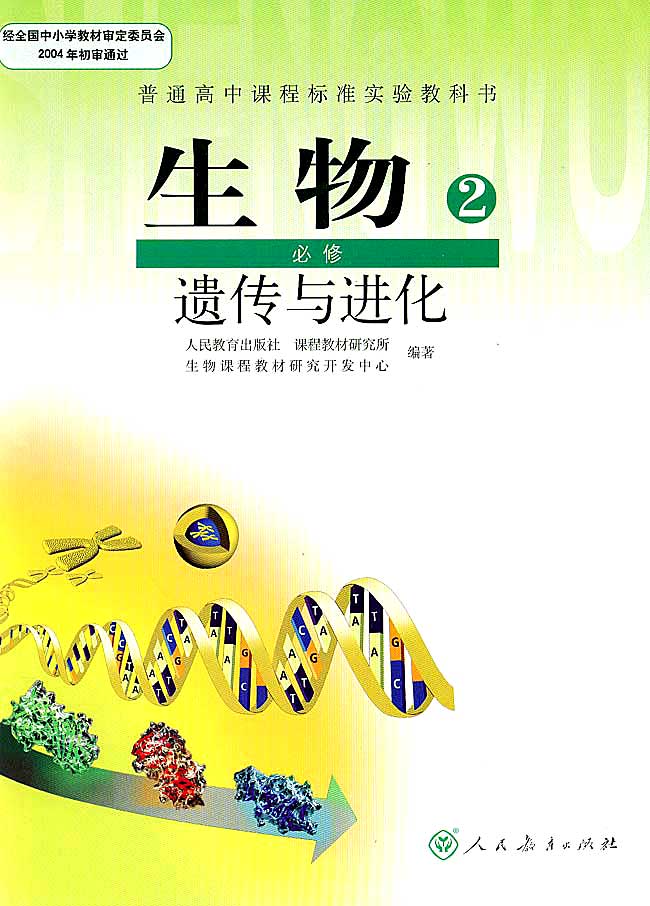 经全国中小学教材审定委员会
2004年初审通过
普通高中课程标准实验教科书
生物 2
必修
遗传与进化
人民教育出版社 课程教材研究所
生物课程教材研究开发中心
编著
人民教育出版社